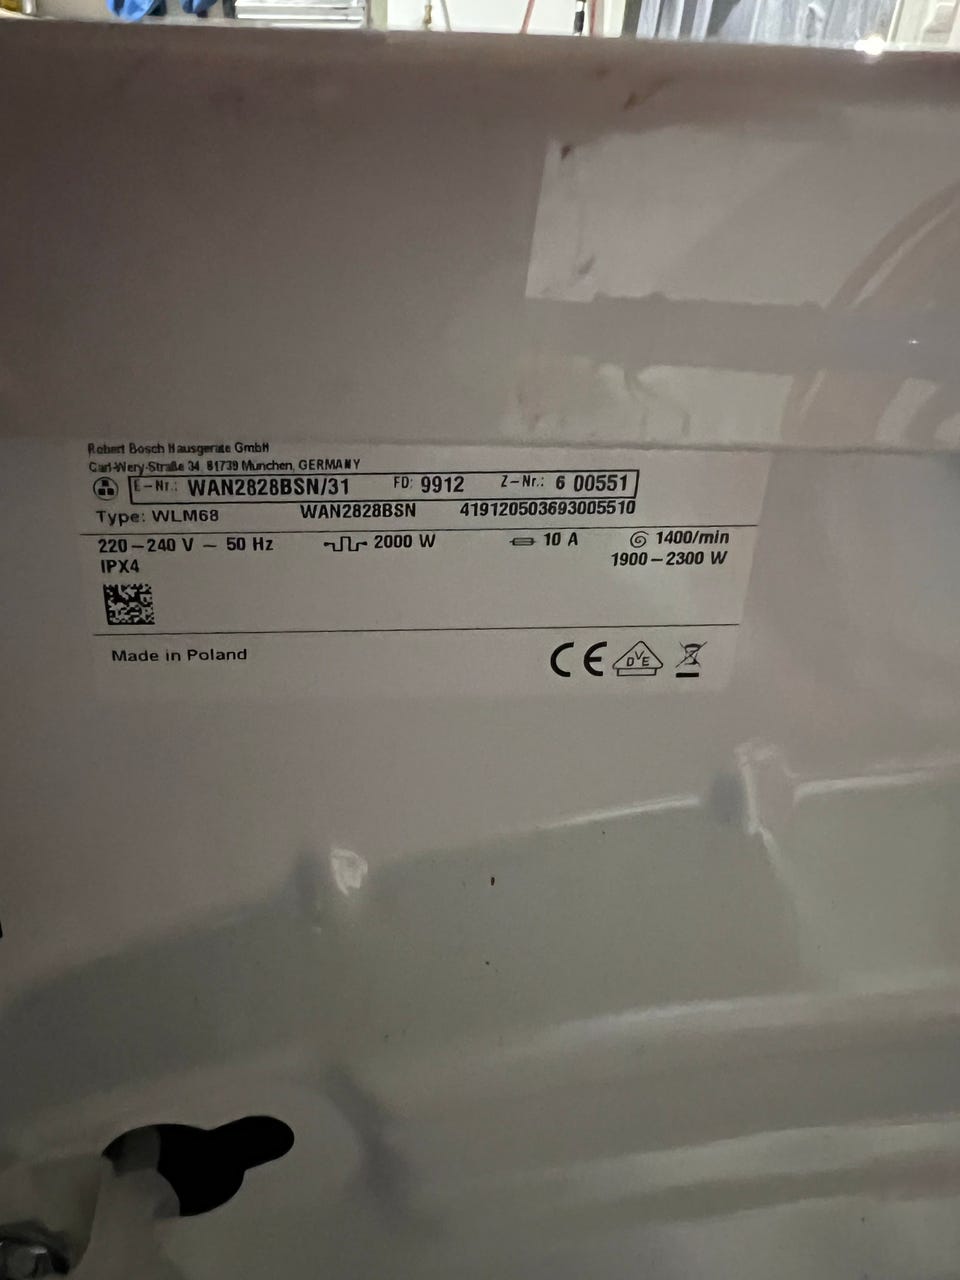 Robert Bosch Hausgeräte GmbH
Carl-Wery-Straße 34, 81739 München, GERMANY
E-Nr.: WAN2828BSN/31 FD: 9912 Z-Nr.: 6 00551
Type: WLM68 WAN2828BSN 419120503693005510
220-240 V ~ 50 Hz 2000 W 10 A 1400/min
IPX4 1900-2300 W
Made in Poland CE DVE